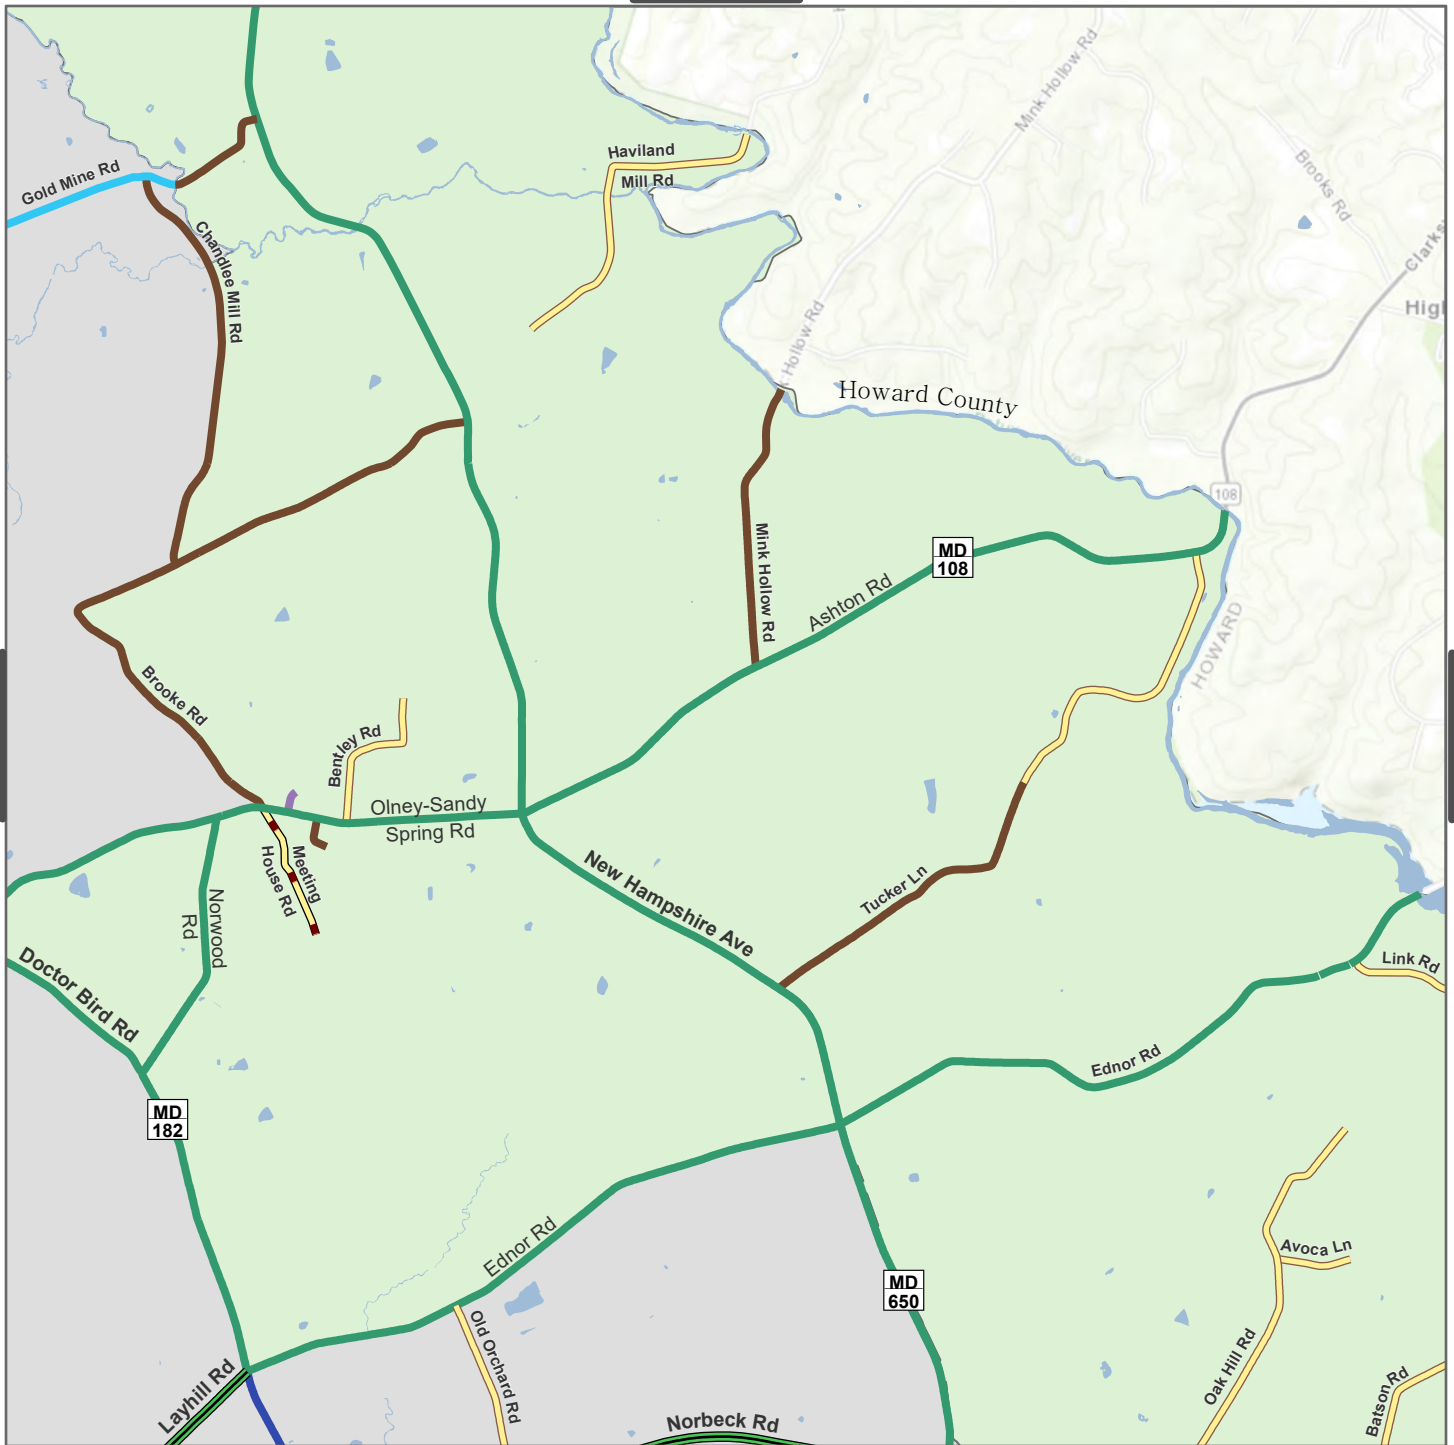 Mink Hollow Rd
Haviland
Mill Rd
Gold Mine Rd
Brooks Rd
Chandlee Mill Rd
Hollow Rd
Howard County
108
Mink Hollow Rd
MD
108
Ashton Rd
HOWARD
Brooke Rd
Bentley Rd
Olney-Sandy
Spring Rd
Meeting
House Rd
New Hampshire Ave
Tucker Ln
Norwood
Rd
Doctor Bird Rd
Link Rd
Ednor Rd
MD
182
Avoca Ln
Ednor Rd
MD
650
Old Orchard Rd
Oak Hill Rd
Layhill Rd
Batson Rd
Norbeck Rd